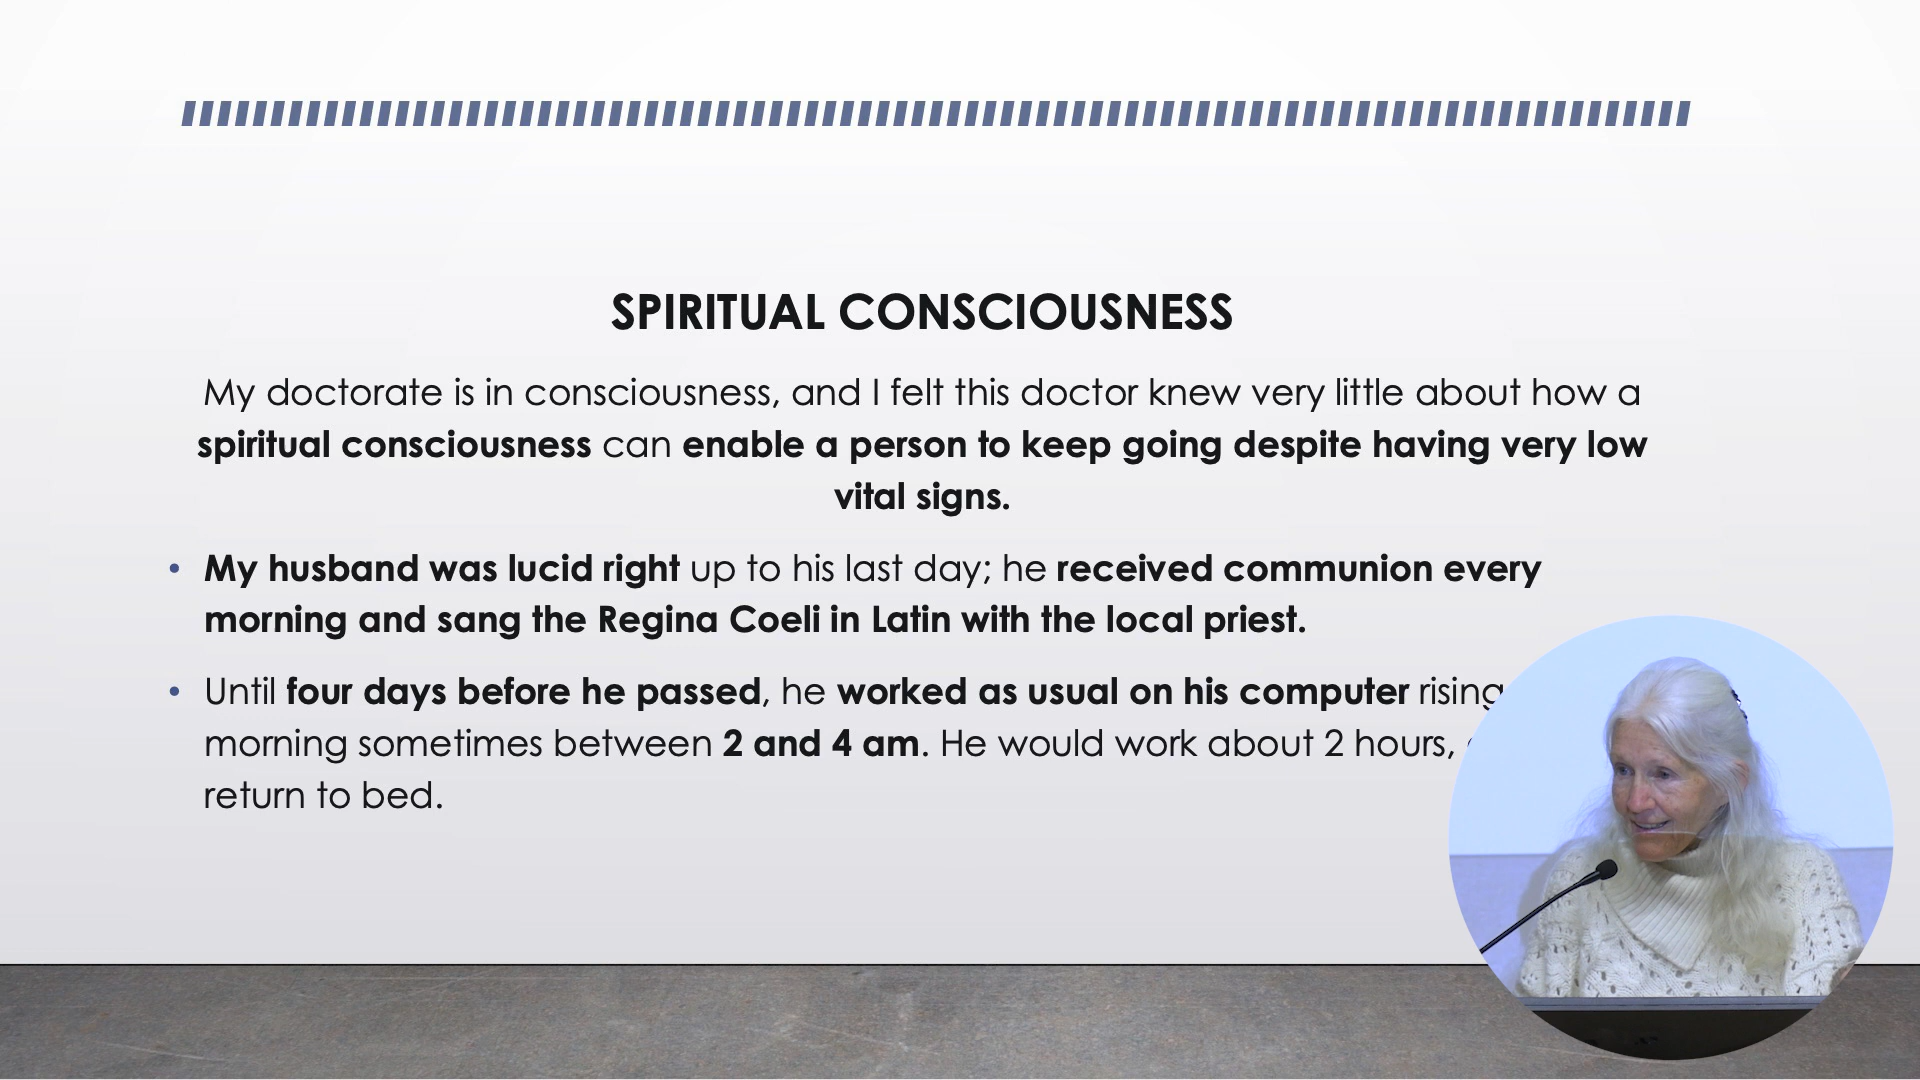 SPIRITUAL CONSCIOUSNESS
My doctorate is in consciousness, and I felt this doctor knew very little about how a
spiritual consciousness can enable a person to keep going despite having very low
vital signs.
• My husband was lucid right up to his last day; he received communion every
morning and sang the Regina Coeli in Latin with the local priest.
• Until four days before he passed, he worked as usual on his computer rising
morning sometimes between 2 and 4 am. He would work about 2 hours,
return to bed.